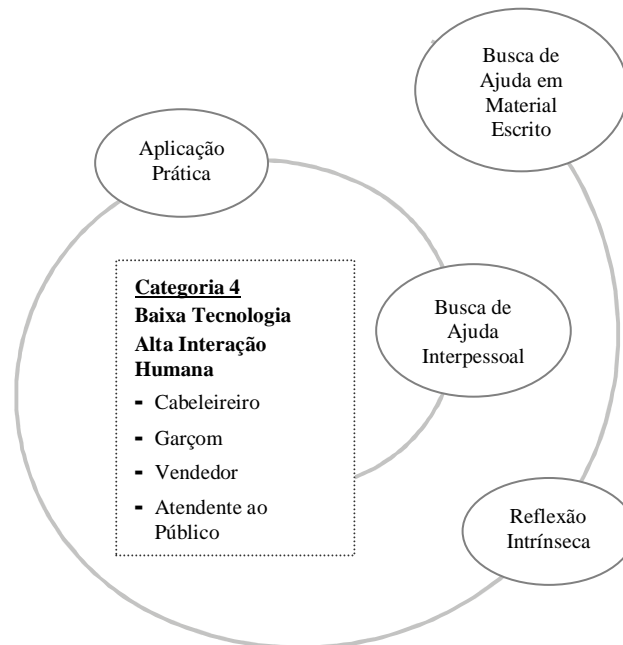 Busca de
Ajuda em
Material
Escrito
Aplicação
Prática
Categoria 4
Baixa Tecnologia
Alta Interação
Humana
- Cabeleireiro
- Garçom
- Vendedor
- Atendente ao
Público
Busca de
Ajuda
Interpessoal
Reflexão
Intrínseca